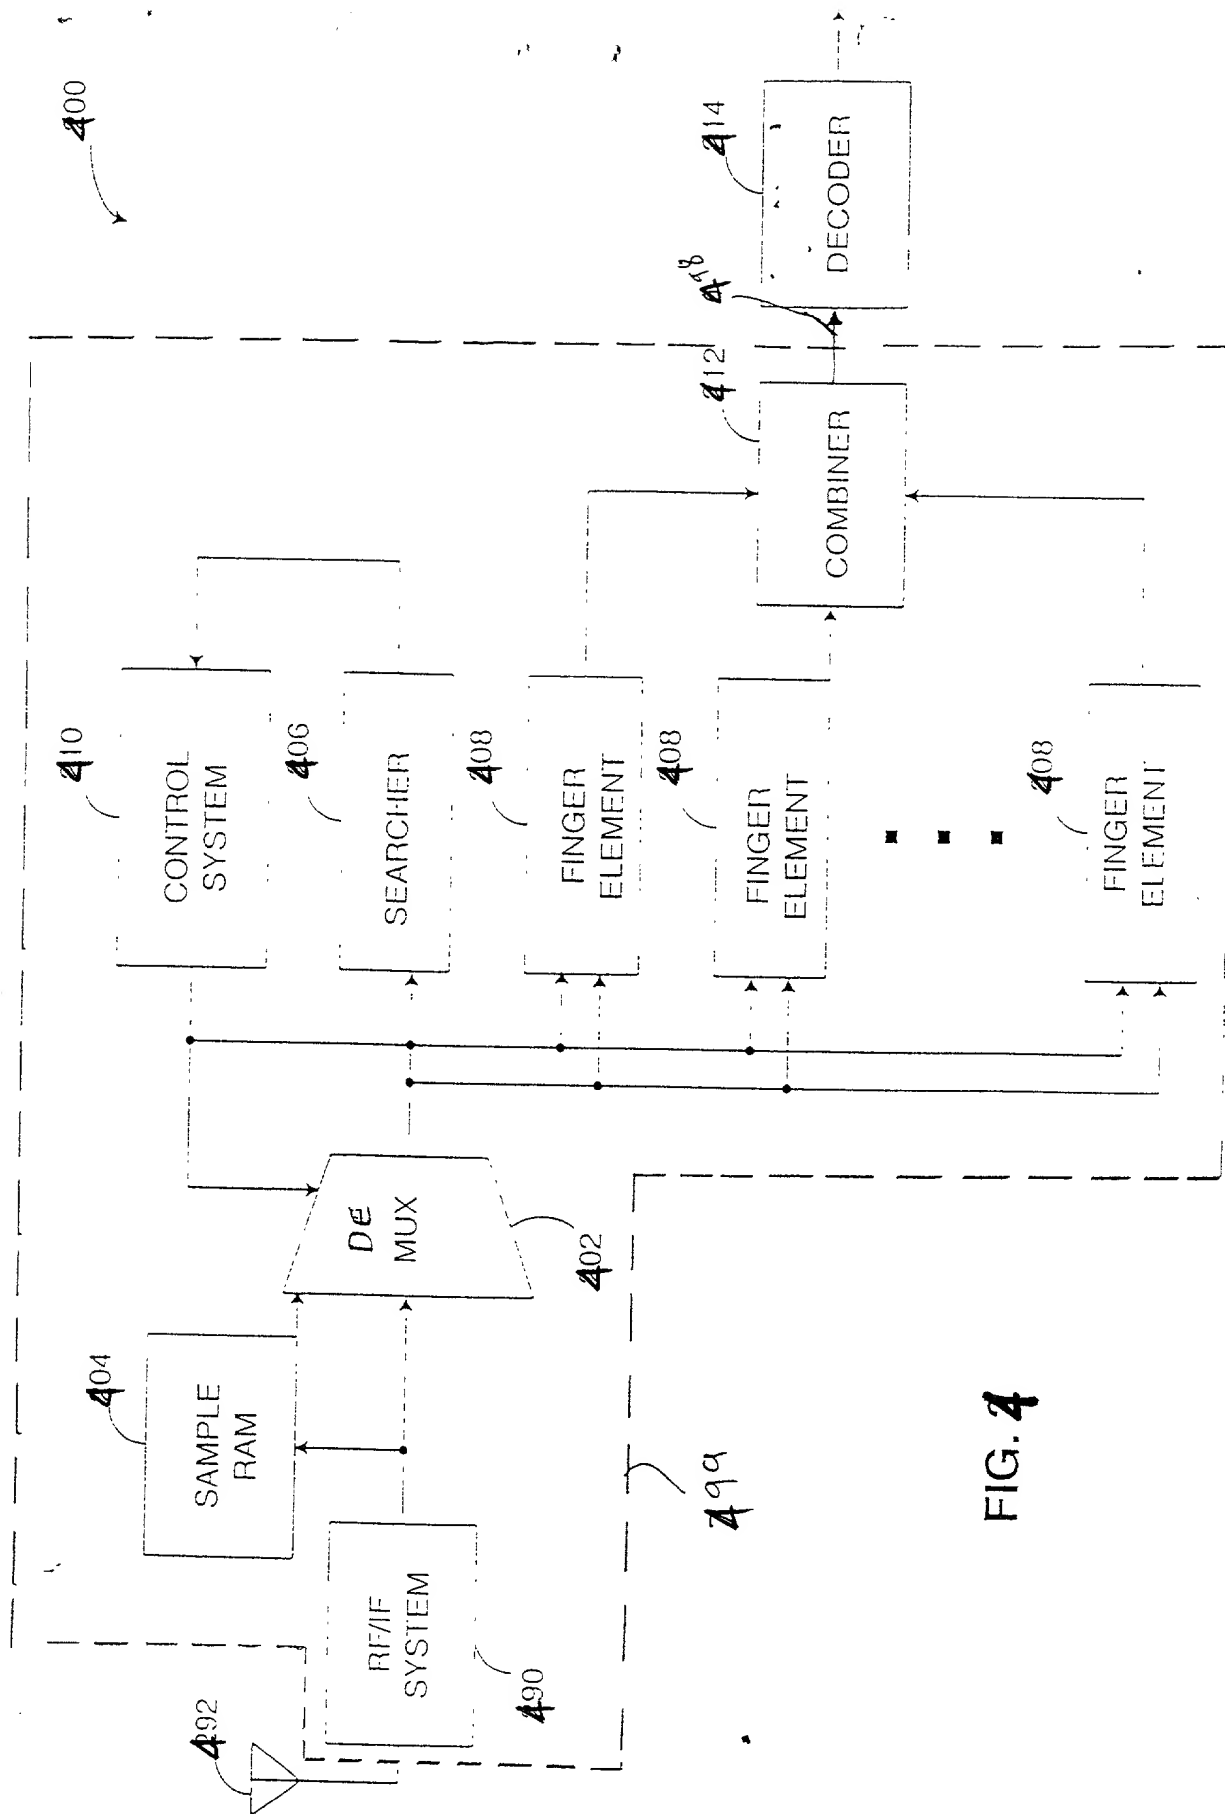 400
492
RF/IF
SYSTEM
490
SAMPLE
RAM
404
DE
MUX
402
499
CONTROL
SYSTEM
410
SEARCHER
406
FINGER
ELEMENT
408
FINGER
ELEMENT
408
FINGER
ELEMENT
408
COMBINER
412
498
DECODER
414
FIG. 4